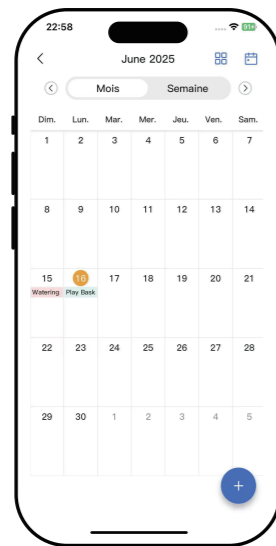 22:58 91+
June 2025
Mois Semaine
Dim. Lun. Mar. Mer. Jeu. Ven. Sam.
1 2 3 4 5 6 7
8 9 10 11 12 13 14
15 16 17 18 19 20 21
Watering Play Bask
22 23 24 25 26 27 28
29 30 1 2 3 4 5
+